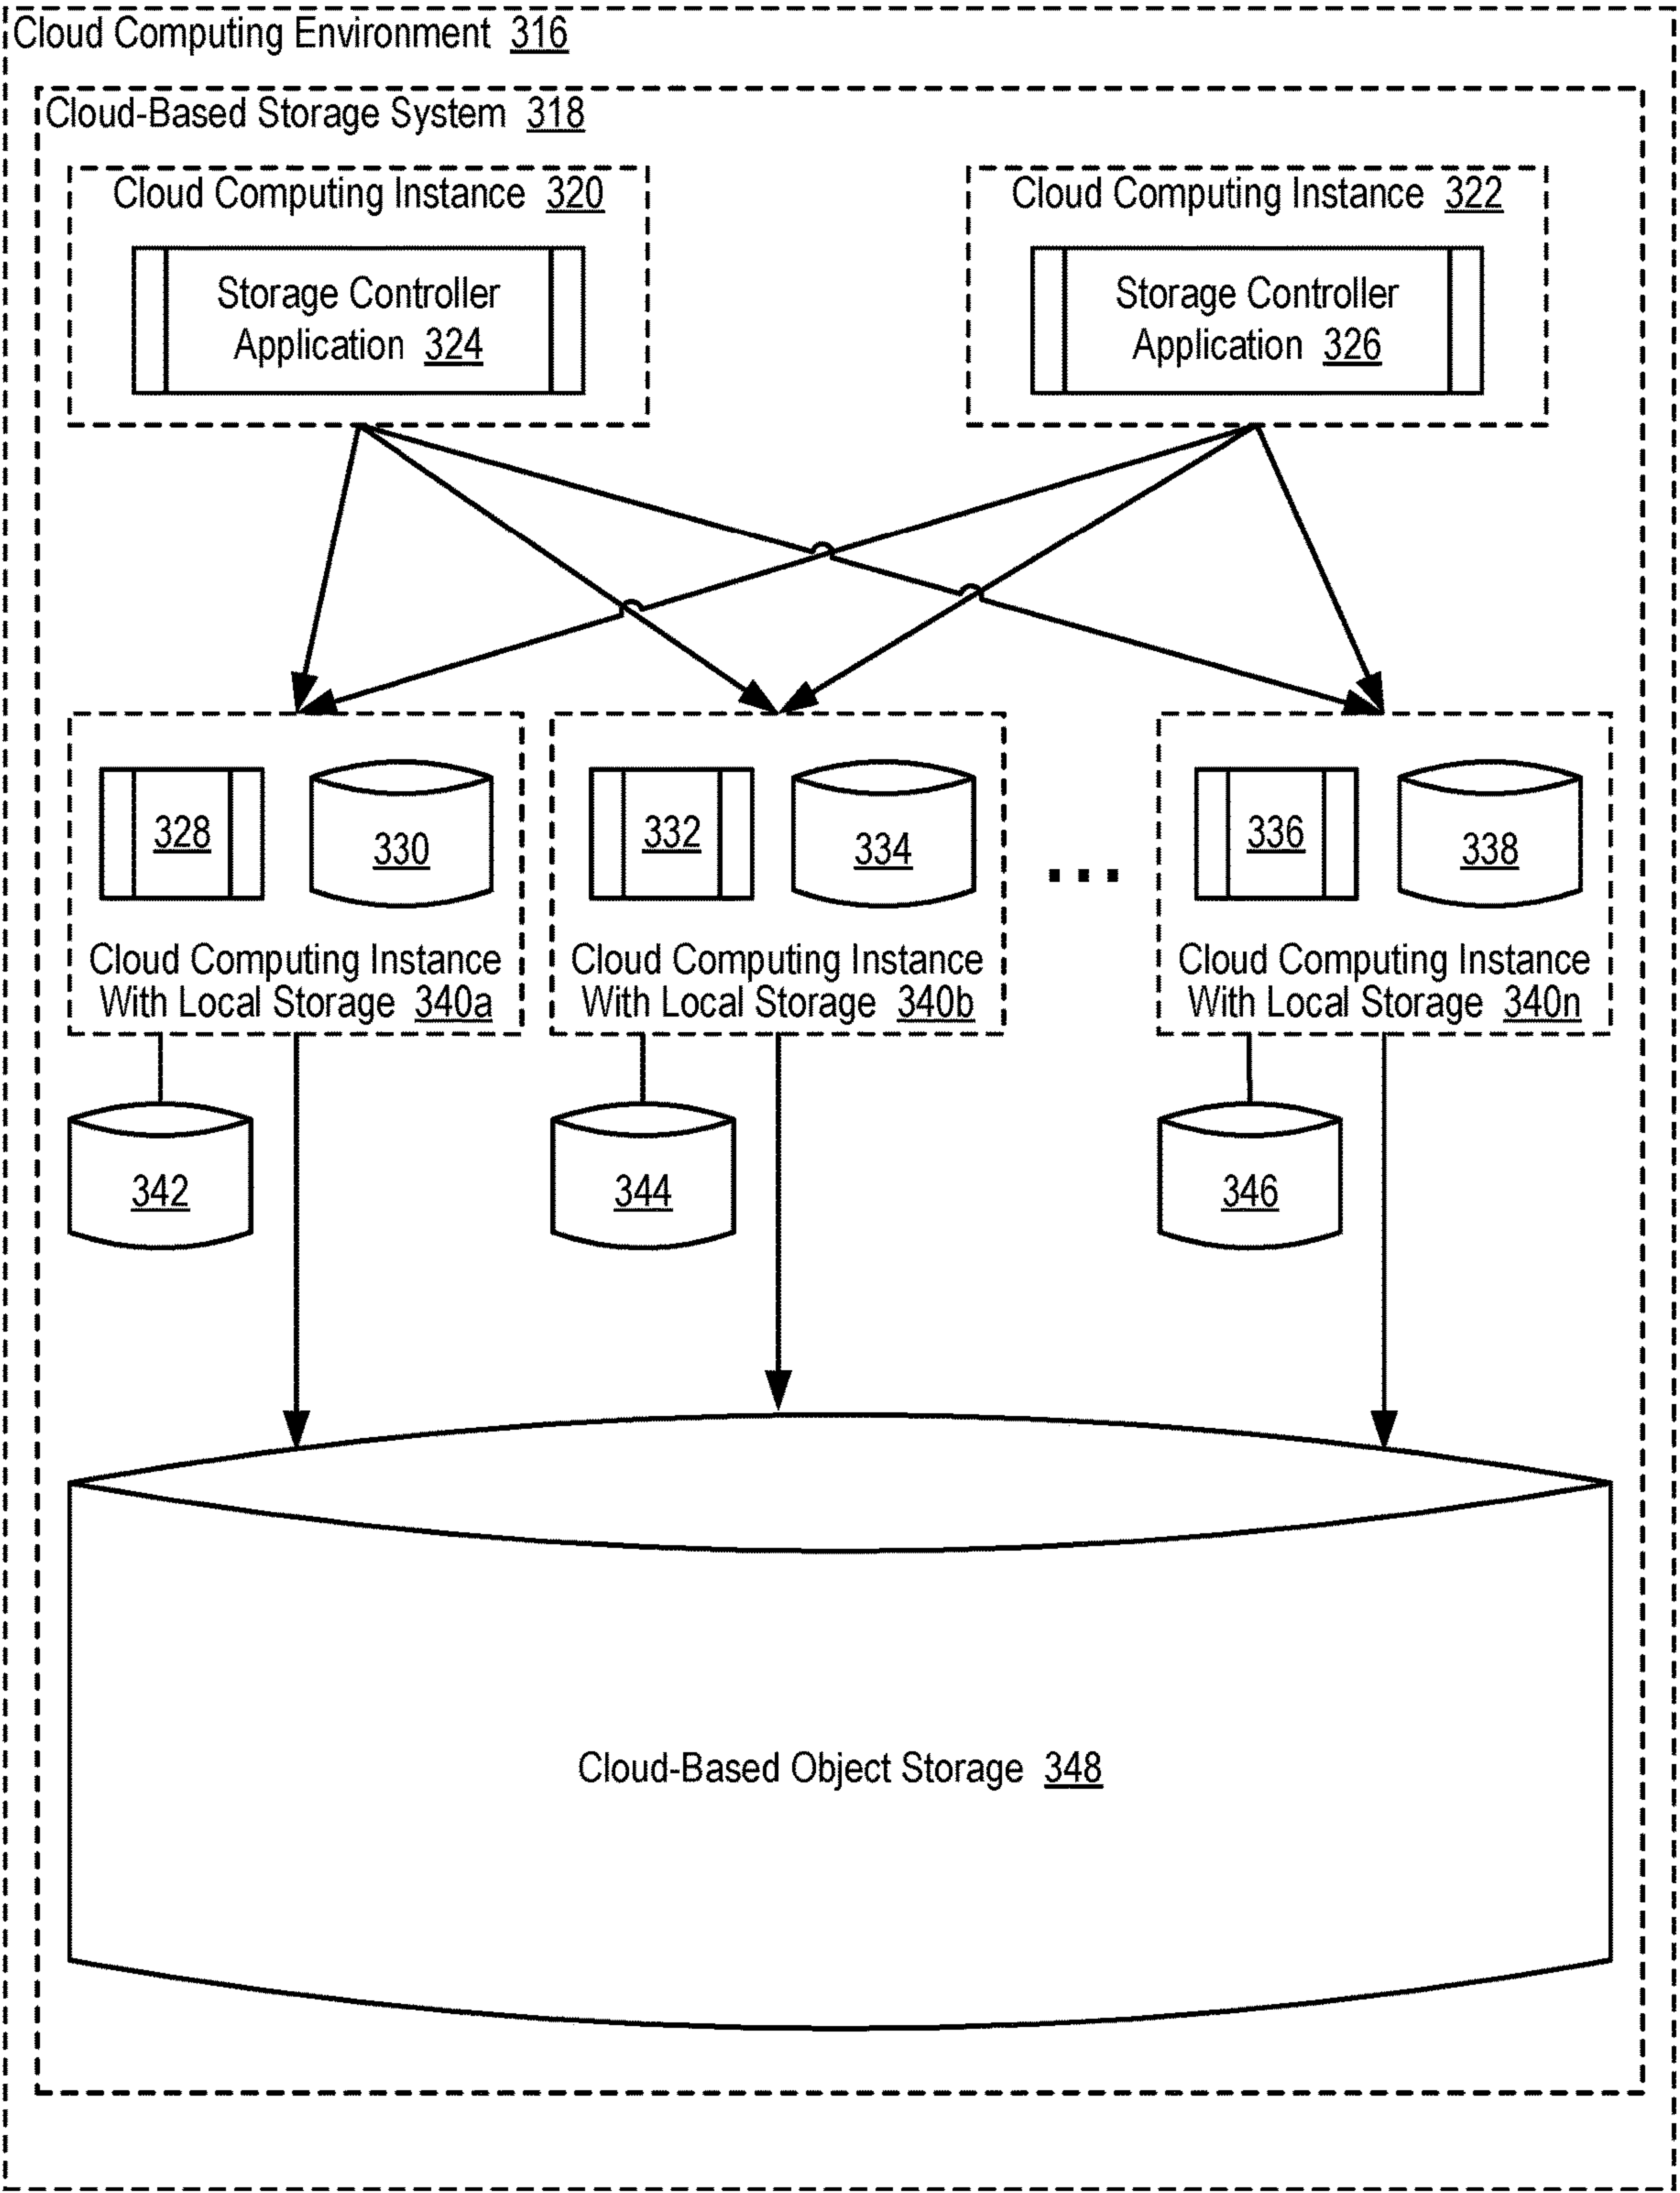 Cloud Computing Environment 316
Cloud-Based Storage System 318
Cloud Computing Instance 320
Storage Controller
Application 324
Cloud Computing Instance 322
Storage Controller
Application 326
328
330
Cloud Computing Instance
With Local Storage 340a
332
334
Cloud Computing Instance
With Local Storage 340b
...
336
338
Cloud Computing Instance
With Local Storage 340n
342
344
346
Cloud-Based Object Storage 348